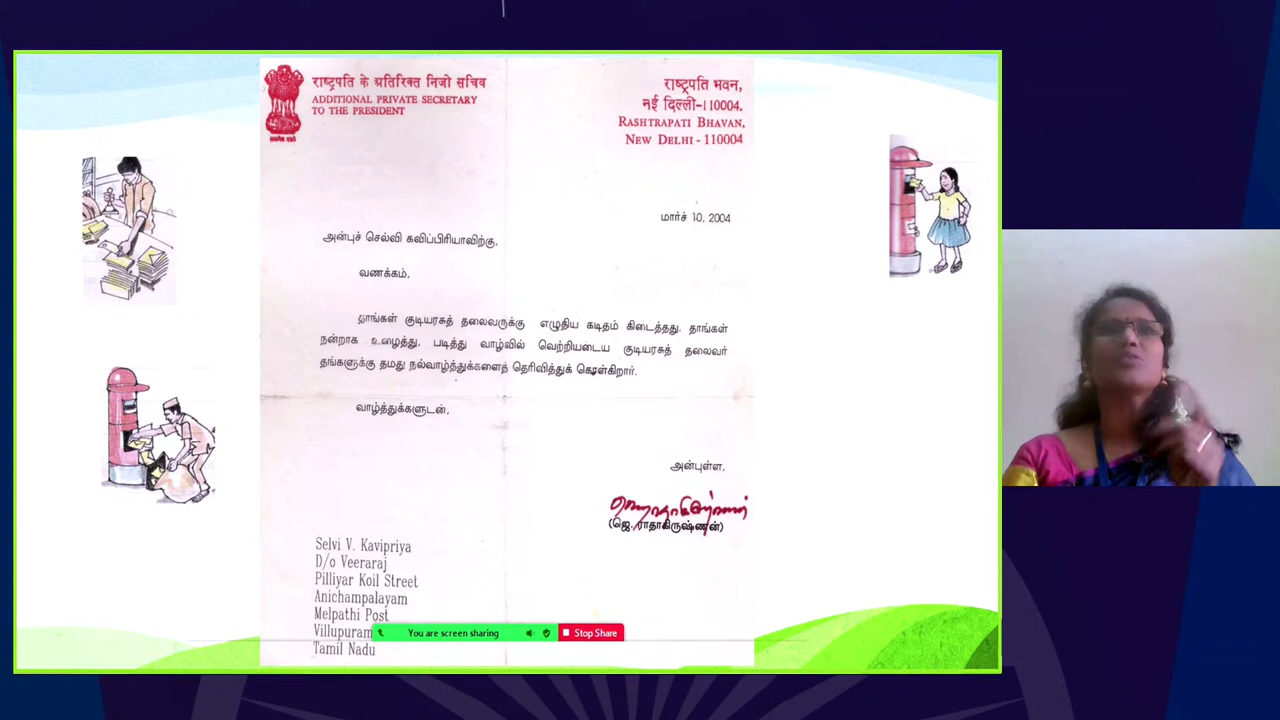 राष्ट्रपति के अतिरिक्त निजी सचिव
ADDITIONAL PRIVATE SECRETARY
TO THE PRESIDENT
राष्ट्रपति भवन,
नई दिल्ली-110004.
RASHTRAPATI BHAVAN,
NEW DELHI - 110004
மார்ச் 10, 2004
அன்புச் செல்வி கவிப்பிரியாவிற்கு,
வணக்கம்,
தாங்கள் குடியரசுத் தலைவருக்கு எழுதிய கடிதம் கிடைத்தது. தாங்கள்
நன்றாக உழைத்து, படித்து வாழ்வில் வெற்றியடைய குடியரசுத் தலைவர்
தங்களுக்கு தமது நல்வாழ்த்துக்களைத் தெரிவித்துக் கொள்கிறார்.
வாழ்த்துக்களுடன்,
அன்புள்ள,
(ஜெ. ராதாகிருஷ்ணன்)
Selvi V. Kavipriya
D/o Veeraraj
Pilliyar Koil Street
Anichampalayam
Melpathi Post
Villupuram
Tamil Nadu
You are screen sharing
Stop Share